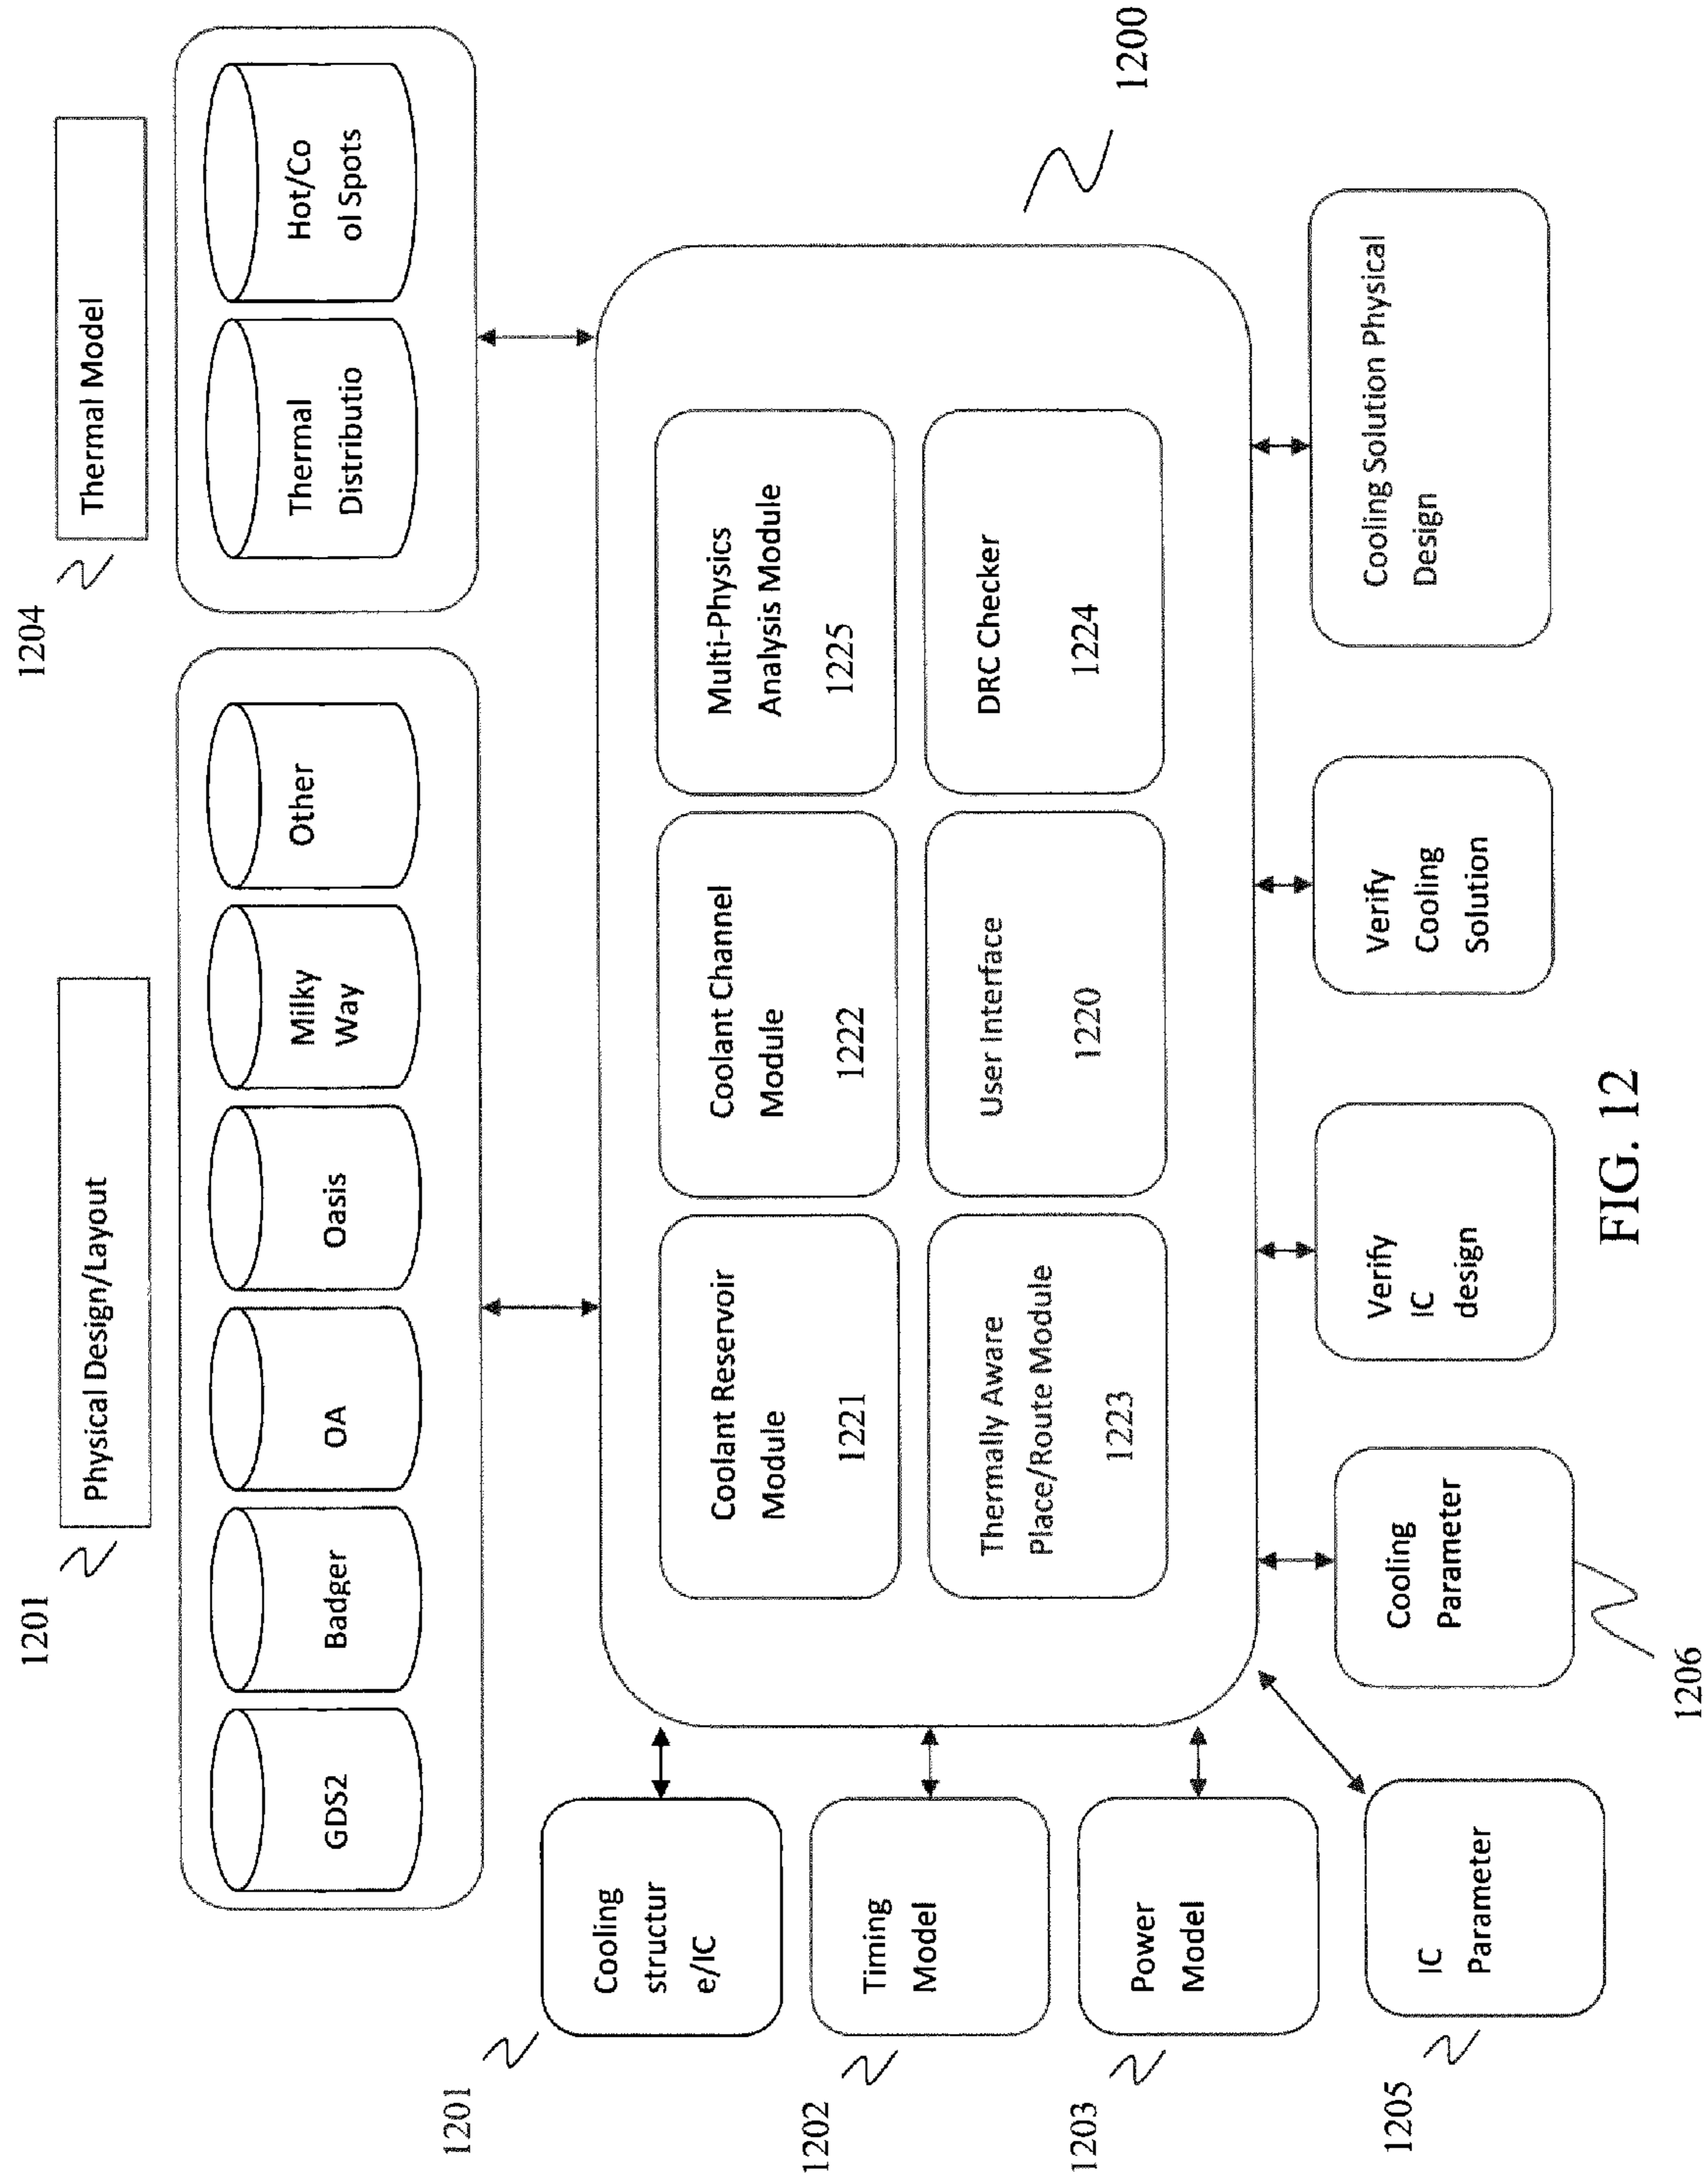 1201
Physical Design/Layout
1204
Thermal Model
GDS2
Badger
OA
Oasis
Milky
Way
Other
Thermal
Distributio
Hot/Co
ol Spots
1201
Cooling
structur
e/IC
1202
Timing
Model
1203
Power
Model
1205
IC
Parameter
Coolant Reservoir
Module
1221
Coolant Channel
Module
1222
Multi-Physics
Analysis Module
1225
Thermally Aware
Place/Route Module
1223
User Interface
1220
DRC Checker
1224
1200
1206
Cooling
Parameter
Verify
IC
design
Verify
Cooling
Solution
Cooling Solution Physical
Design
FIG. 12